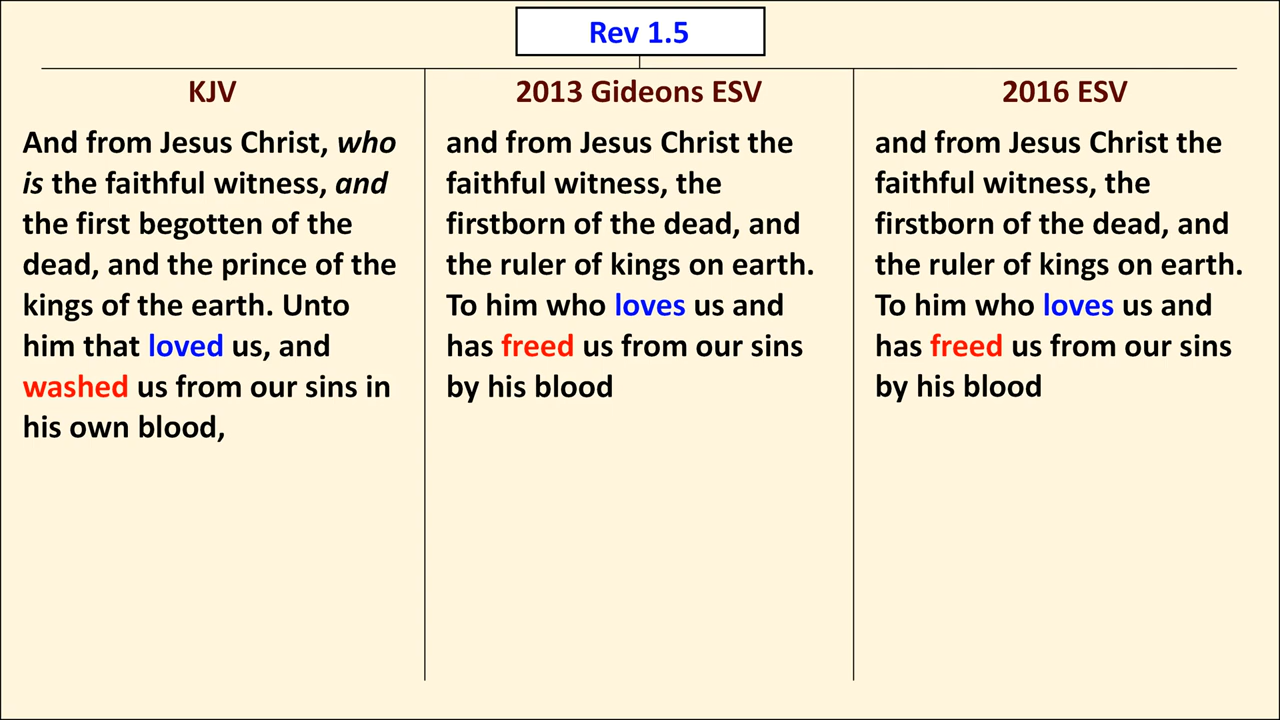 Rev 1.5
KJV
And from Jesus Christ, who
is the faithful witness, and
the first begotten of the
dead, and the prince of the
kings of the earth. Unto
him that loved us, and
washed us from our sins in
his own blood,
2013 Gideons ESV
and from Jesus Christ the
faithful witness, the
firstborn of the dead, and
the ruler of kings on earth.
To him who loves us and
has freed us from our sins
by his blood
2016 ESV
and from Jesus Christ the
faithful witness, the
firstborn of the dead, and
the ruler of kings on earth.
To him who loves us and
has freed us from our sins
by his blood